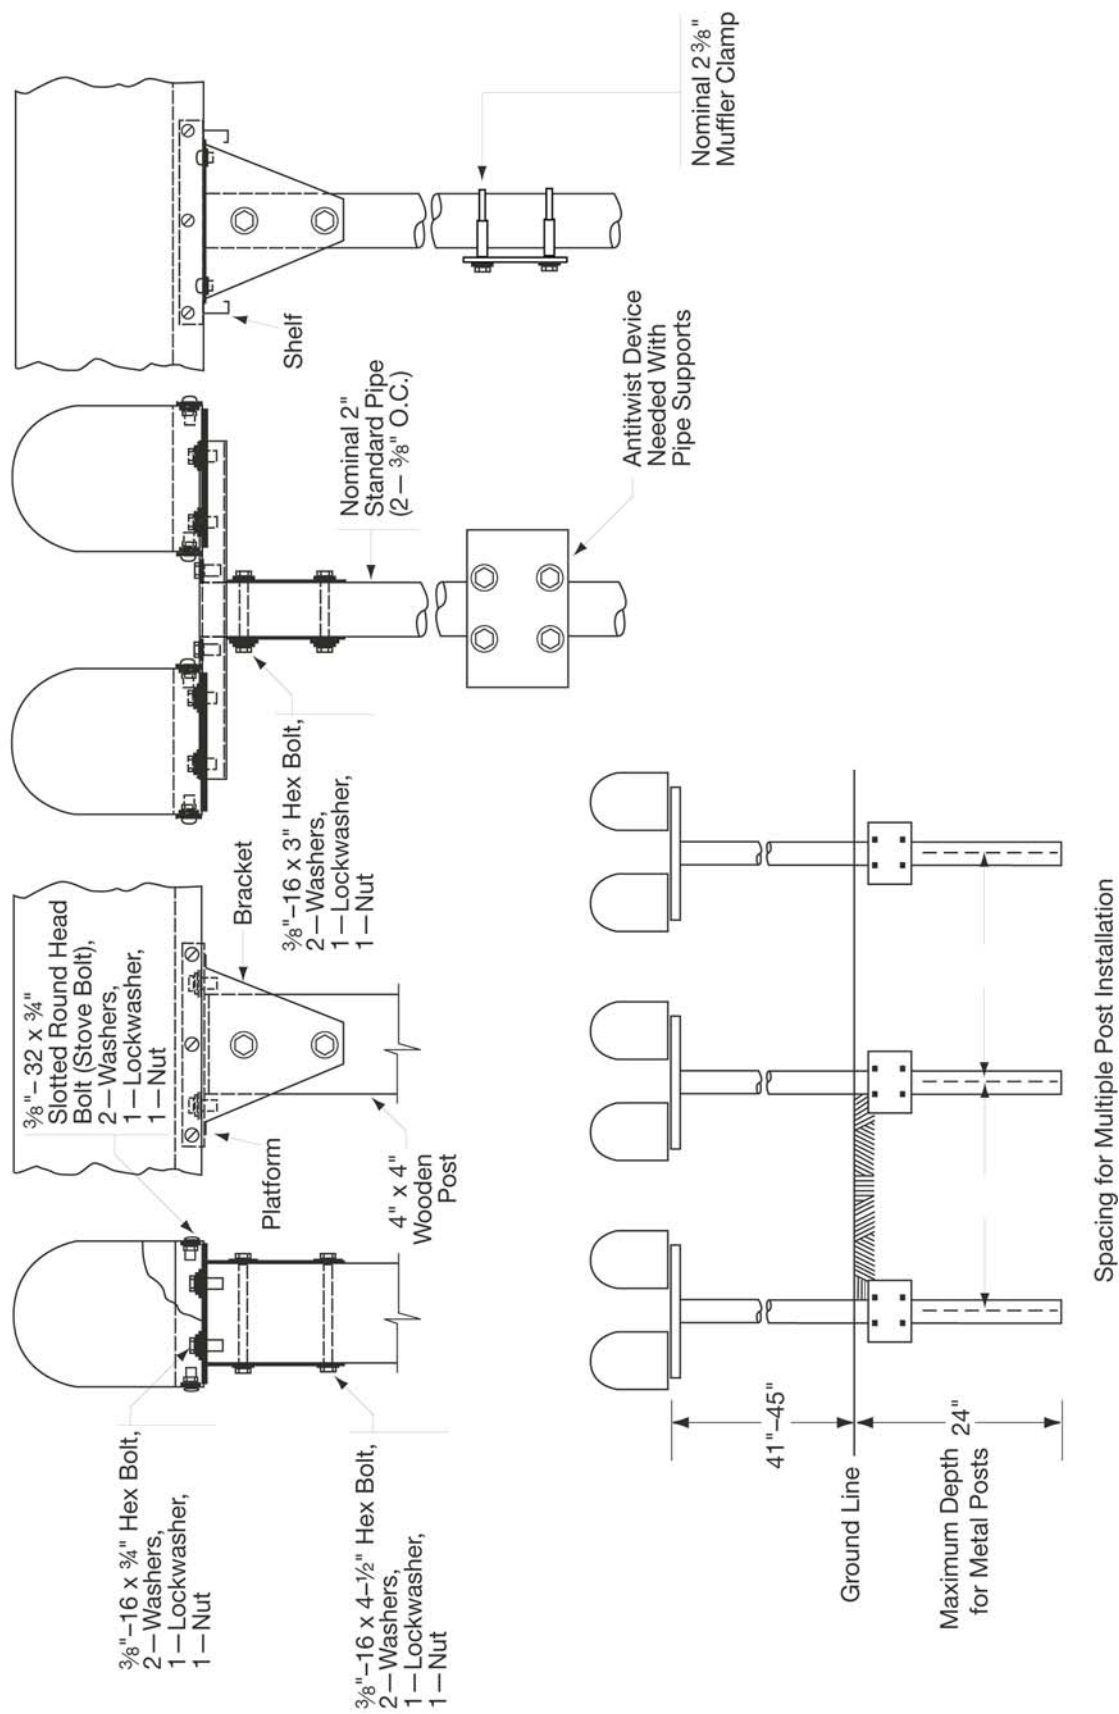 3/8"–16 x 3/4" Hex Bolt,
2—Washers,
1—Lockwasher,
1—Nut
3/8"–32 x 3/4"
Slotted Round Head
Bolt (Stove Bolt),
2—Washers,
1—Lockwasher,
1—Nut
Platform
Bracket
3/8"–16 x 4–1/2" Hex Bolt,
2—Washers,
1—Lockwasher,
1—Nut
4" x 4"
Wooden
Post
3/8"–16 x 3" Hex Bolt,
2—Washers,
1—Lockwasher,
1—Nut
Nominal 2"
Standard Pipe
(2— 3/8" O.C.)
Shelf
Antitwist Device
Needed With
Pipe Supports
Nominal 2 3/8"
Muffler Clamp
41"–45"
Ground Line
Maximum Depth
for Metal Posts
24"
Spacing for Multiple Post Installation